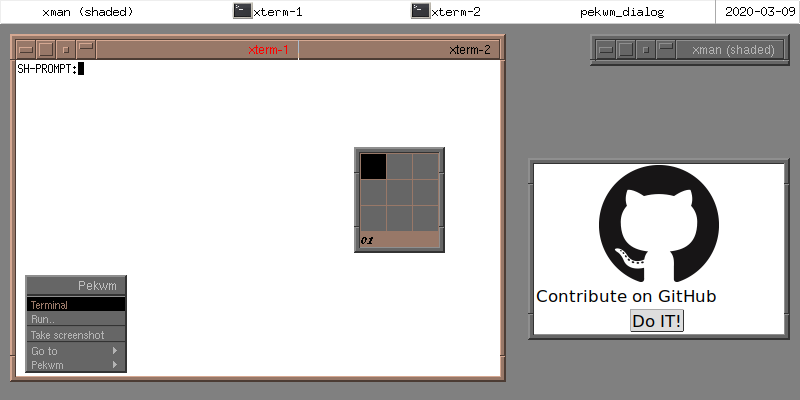 xman (shaded) xterm-1 xterm-2 pekwm_dialog 2020-03-09
xterm-1 xterm-2
xman (shaded)
SH-PROMPT:
01
Contribute on GitHub
Do IT!
Pekwm
Terminal
Run..
Take screenshot
Go to
Pekwm